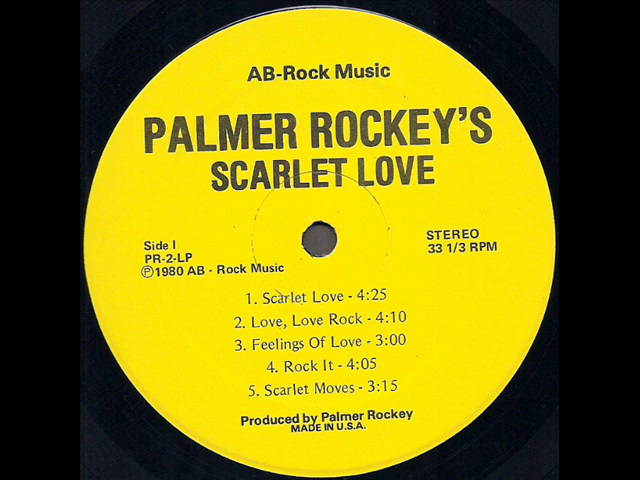 AB-Rock Music
PALMER ROCKEY'S
SCARLET LOVE
Side I
PR-2-LP
Ⓟ1980 AB - Rock Music
STEREO
33 1/3 RPM
1. Scarlet Love - 4:25
2. Love, Love Rock - 4:10
3. Feelings Of Love - 3:00
4. Rock It - 4:05
5. Scarlet Moves - 3:15
Produced by Palmer Rockey
MADE IN U.S.A.